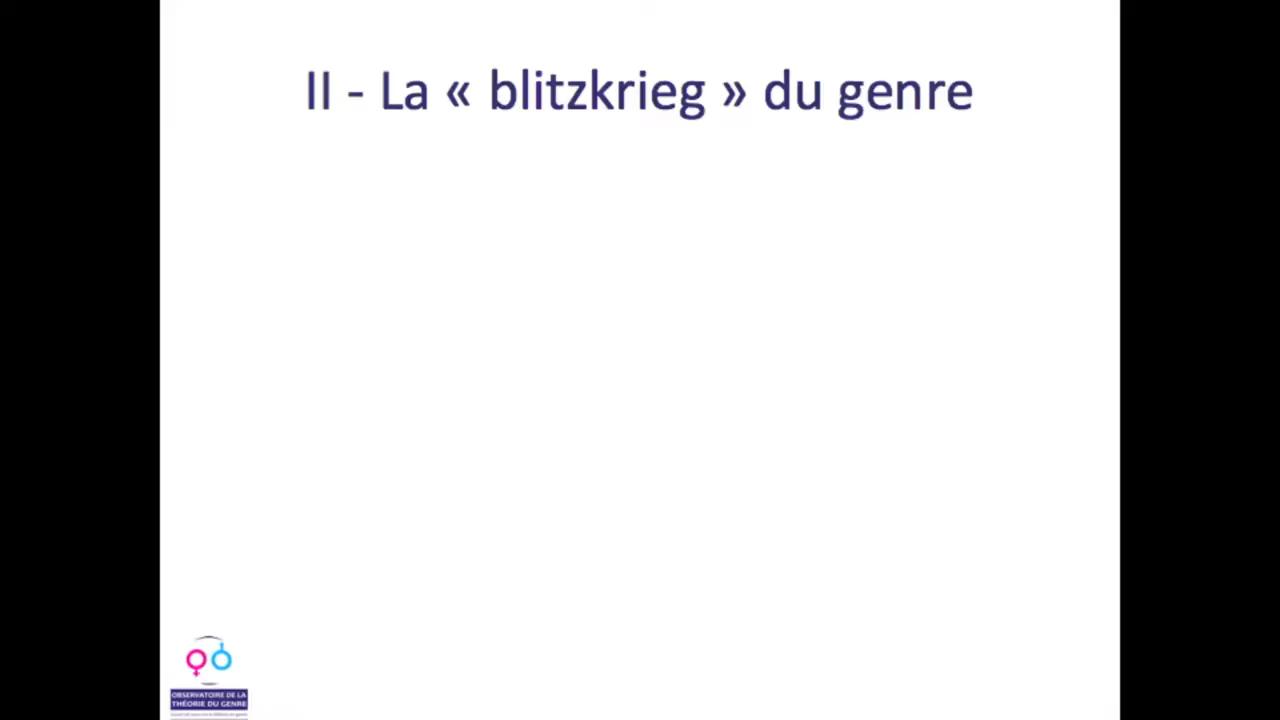 II - La « blitzkrieg » du genre
OBSERVATOIRE DE LA
THÉORIE DU GENRE